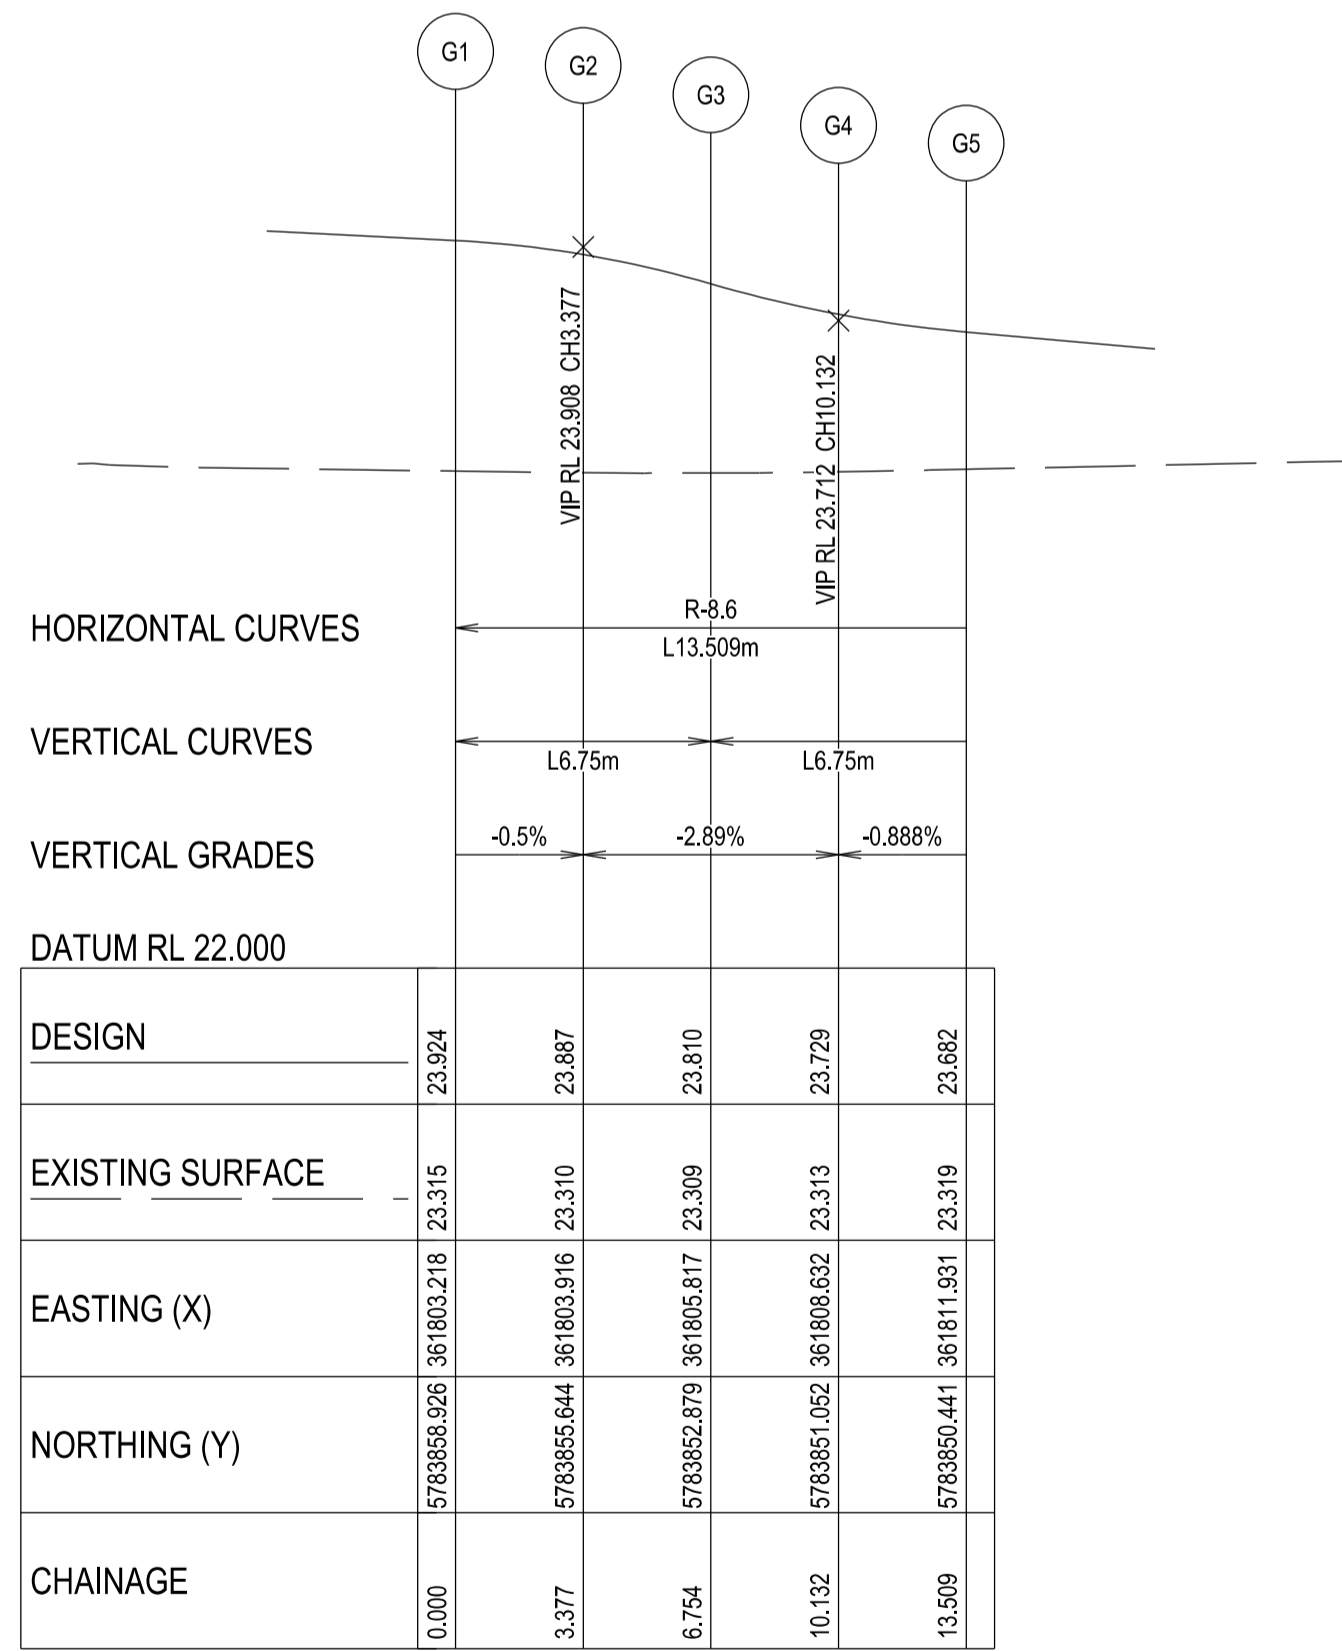 G1
G2
G3
G4
G5
VIP RL 23.908 CH3.377
VIP RL 23.712 CH10.132
HORIZONTAL CURVES
R-8.6
L13.509m
VERTICAL CURVES
L6.75m
L6.75m
VERTICAL GRADES
-0.5%
-2.89%
-0.888%
DATUM RL 22.000
DESIGN
23.924
23.887
23.810
23.729
23.682
EXISTING SURFACE
23.315
23.310
23.309
23.313
23.319
EASTING (X)
361803.218
361803.916
361805.817
361808.632
361811.931
NORTHING (Y)
5783858.926
5783855.644
5783852.879
5783851.052
5783850.441
CHAINAGE
0.000
3.377
6.754
10.132
13.509